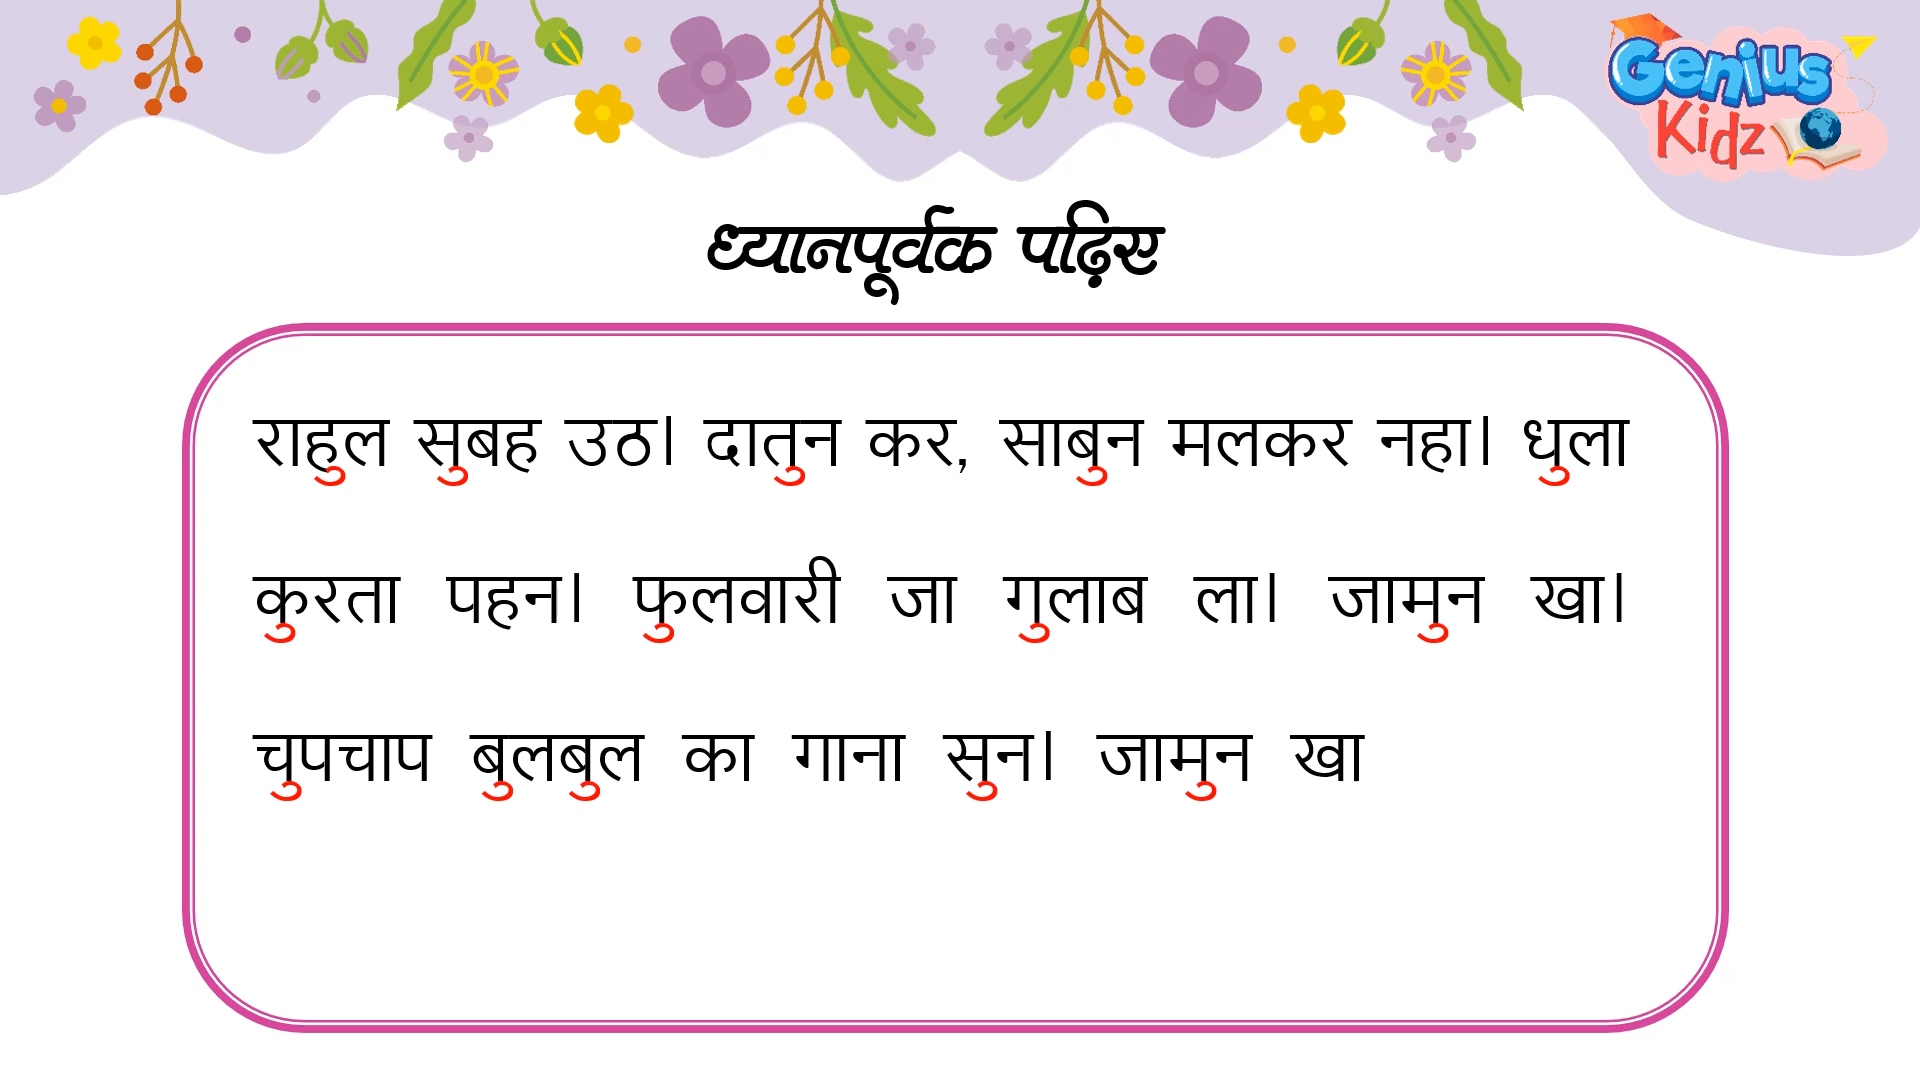 Genius
Kidz
ध्यानपूर्वक पढ़िए
राहुल सुबह उठ। दातुन कर, साबुन मलकर नहा। धुला
कुरता पहन। फुलवारी जा गुलाब ला। जामुन खा।
चुपचाप बुलबुल का गाना सुन। जामुन खा